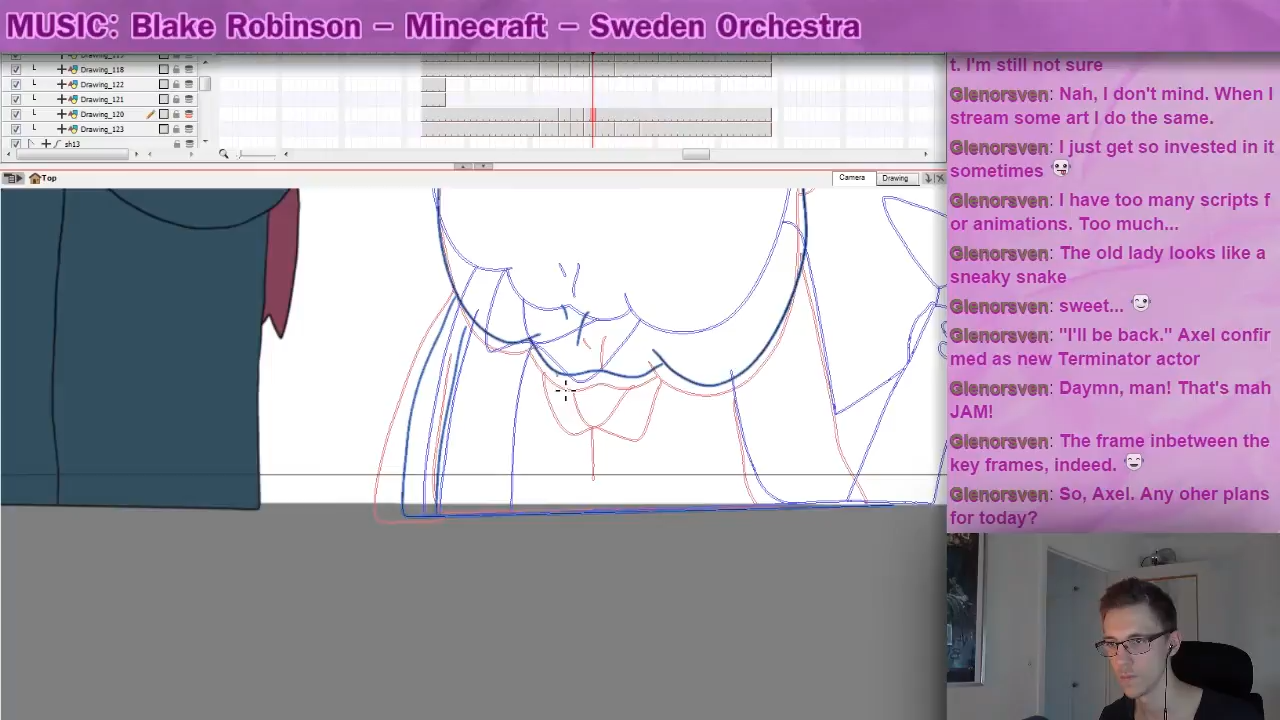 MUSIC: Blake Robinson – Minecraft – Sweden Orchestra
Drawing_118
Drawing_122
Drawing_121
Drawing_120
Drawing_123
sh13
Top
Camera
Drawing
t. I'm still not sure
Glenorsven: Nah, I don't mind. When I
stream some art I do the same.
Glenorsven: I just get so invested in it
sometimes
Glenorsven: I have too many scripts f
or animations. Too much...
Glenorsven: The old lady looks like a
sneaky snake
Glenorsven: sweet...
Glenorsven: "I'll be back." Axel confir
med as new Terminator actor
Glenorsven: Daymn, man! That's mah
JAM!
Glenorsven: The frame inbetween the
key frames, indeed.
Glenorsven: So, Axel. Any oher plans
for today?